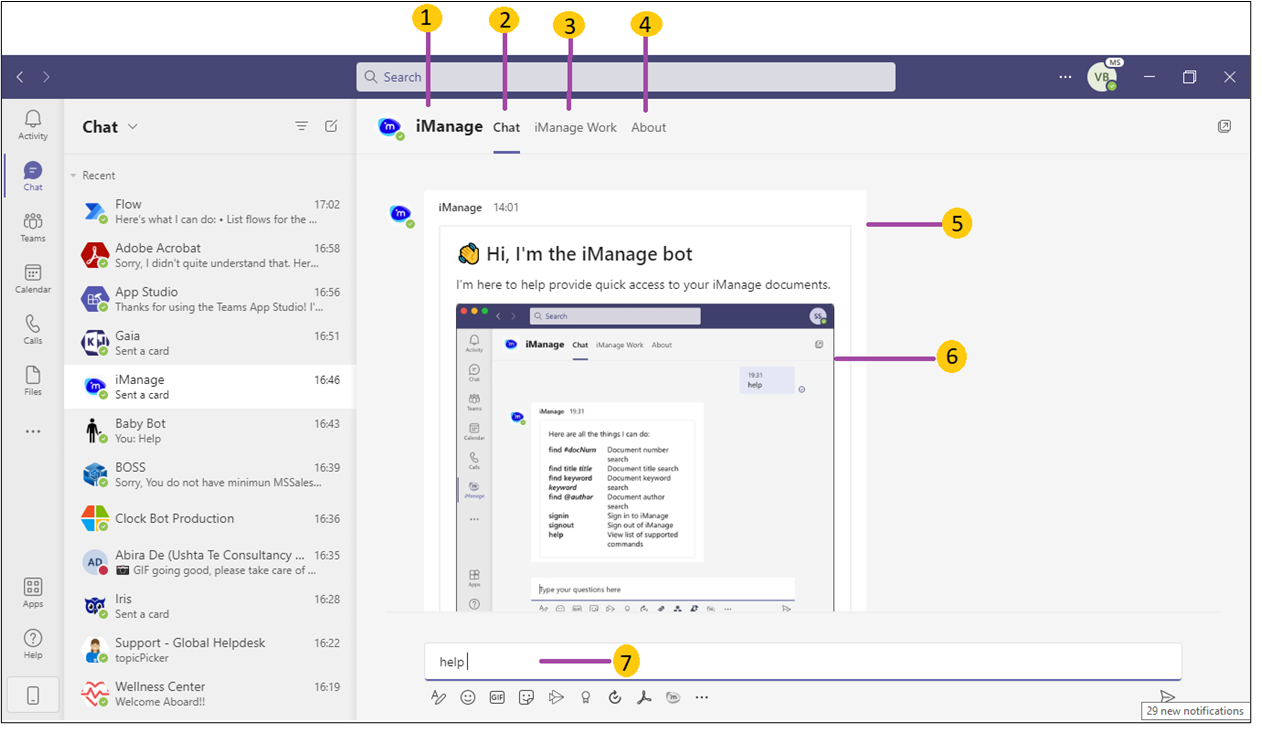 1
2
3
4
Search
MS
VB
Activity
Chat
Teams
Calendar
Calls
Files
Apps
Help
Chat
Recent
Flow 17:02
Here's what I can do: • List flows for the ...
Adobe Acrobat 16:58
Sorry, I didn't quite understand that. Her...
App Studio 16:56
Thanks for using the Teams App Studio! I'...
Gaia 16:51
Sent a card
iManage 16:46
Sent a card
Baby Bot 16:43
You: Help
BOSS 16:39
Sorry, You do not have minimun MSSales...
Clock Bot Production 16:36
AD
Abira De (Ushta Te Consultancy ... 16:35
GIF going good, please take care of ...
Iris 16:28
Sent a card
Support - Global Helpdesk 16:22
topicPicker
Wellness Center 16:19
Welcome Aboard!!
iManage Chat iManage Work About
iManage 14:01
5
Hi, I'm the iManage bot
I'm here to help provide quick access to your iManage documents.
Search
SS
Activity
Chat
Teams
Calendar
Calls
iManage
Apps
iManage Chat iManage Work About
6
19:31
help
iManage 19:31
Here are all the things I can do:
find #docNum Document number
search
find title title Document title search
find keyword Document keyword
keyword search
find @author Document author
search
signin Sign in to iManage
signout Sign out of iManage
help View list of supported
commands
Type your questions here
help
7
GIF
29 new notifications